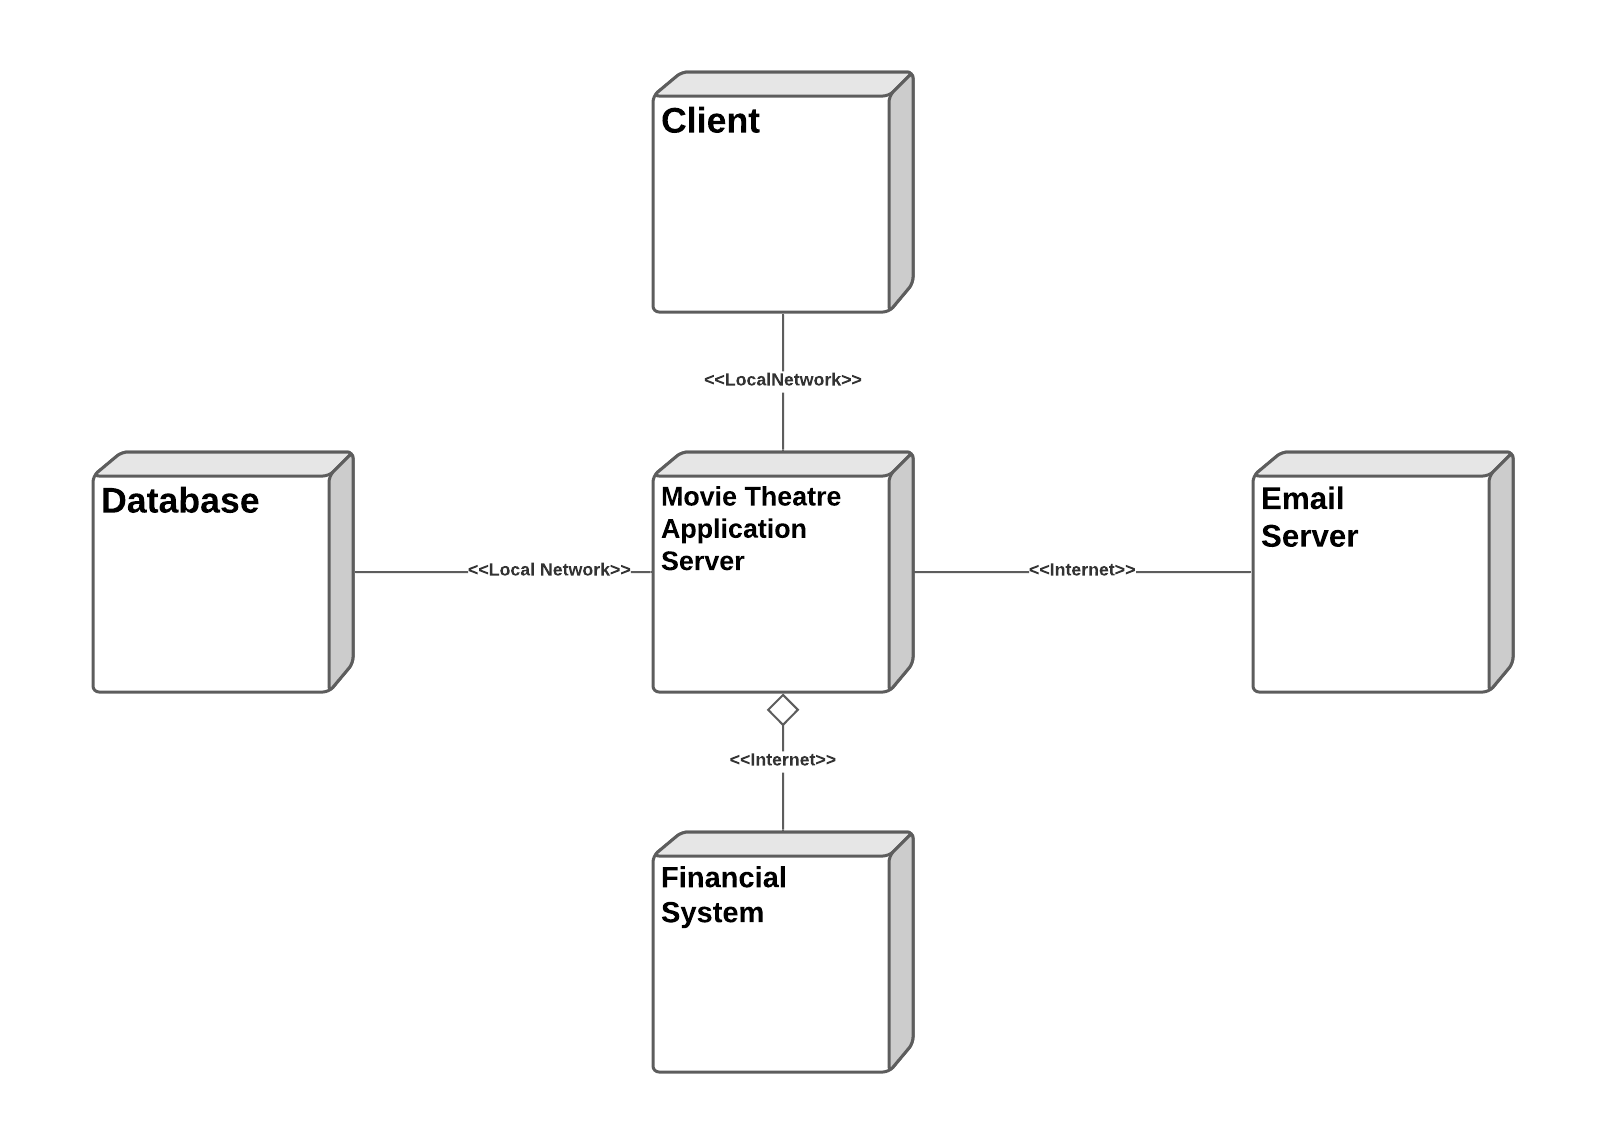 Client
<<LocalNetwork>>
Database
<<Local Network>>
Movie Theatre
Application
Server
<<Internet>>
Email
Server
<<Internet>>
Financial
System